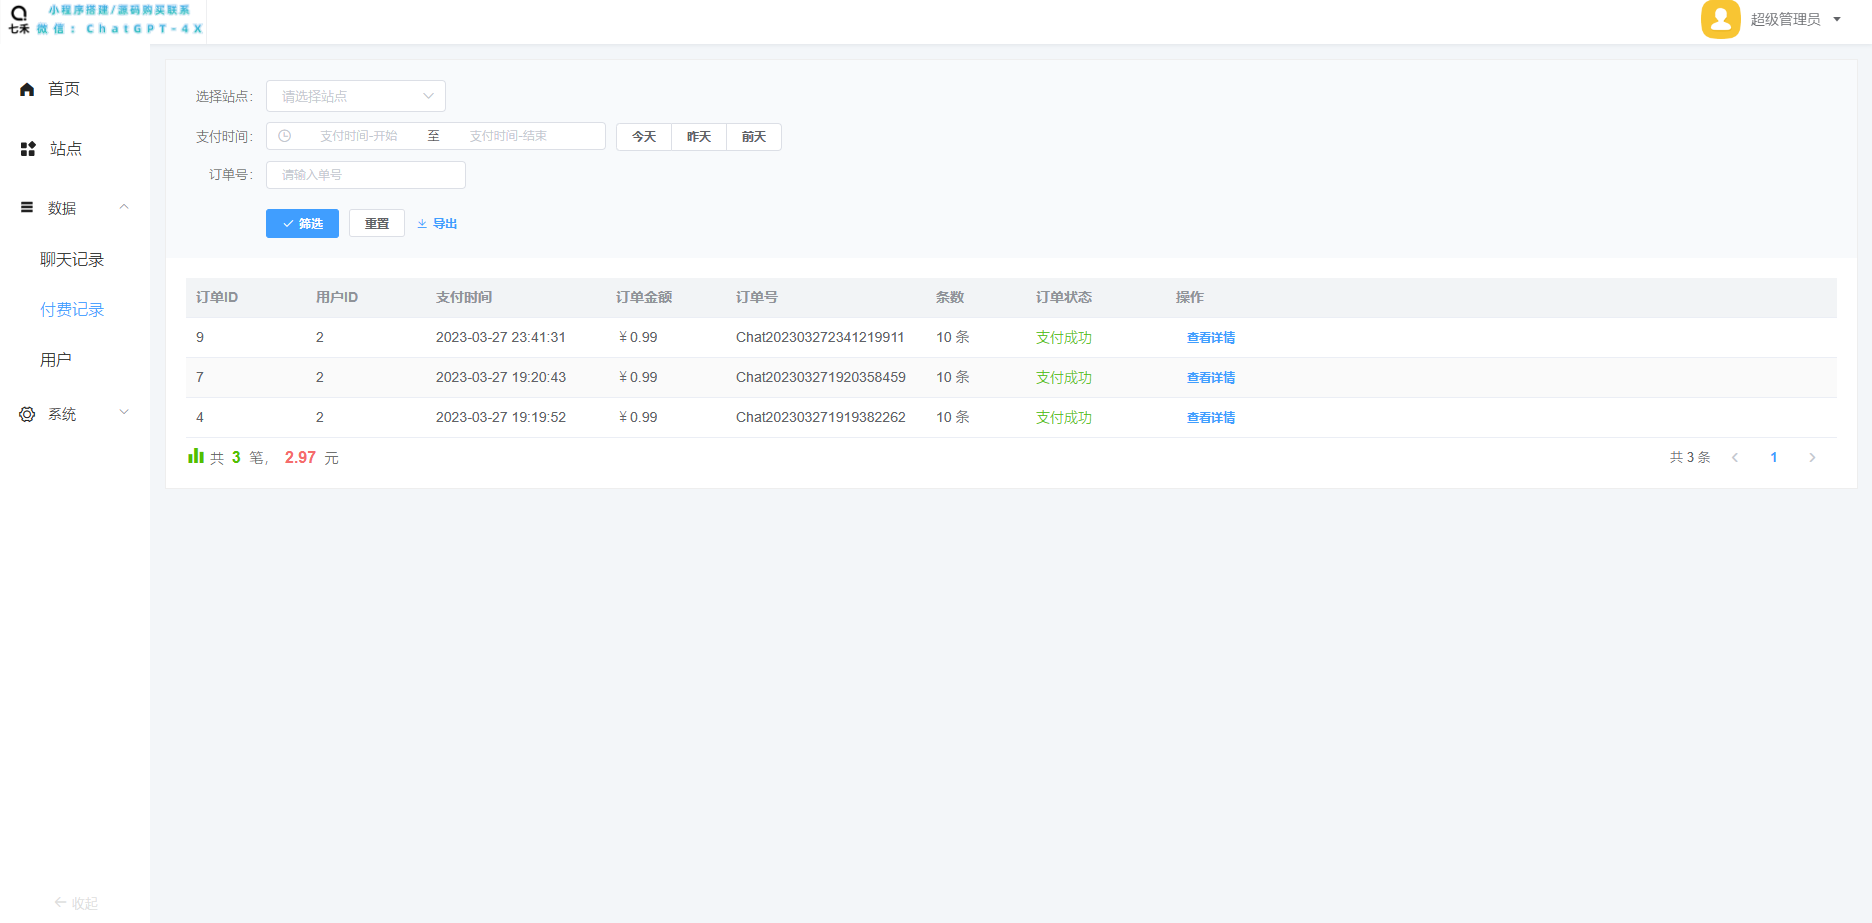 小程序搭建/源码购买联系
七禾 微信：ChatGPT-4X
超级管理员
首页
站点
数据
聊天记录
付费记录
用户
系统
收起
选择站点: 请选择站点
支付时间: 支付时间-开始 至 支付时间-结束 今天 昨天 前天
订单号: 请输入单号
筛选 重置 导出
订单ID 用户ID 支付时间 订单金额 订单号 条数 订单状态 操作
9 2 2023-03-27 23:41:31 ￥0.99 Chat202303272341219911 10 条 支付成功 查看详情
7 2 2023-03-27 19:20:43 ￥0.99 Chat202303271920358459 10 条 支付成功 查看详情
4 2 2023-03-27 19:19:52 ￥0.99 Chat202303271919382262 10 条 支付成功 查看详情
共 3 笔， 2.97 元 共 3 条 1